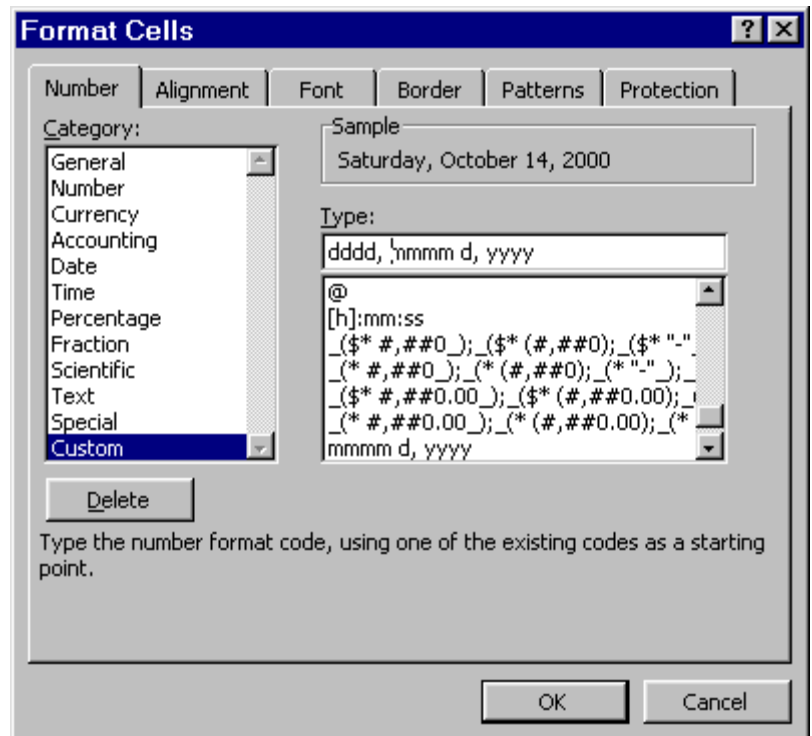 Format Cells
Number Alignment Font Border Patterns Protection
Category:
General
Number
Currency
Accounting
Date
Time
Percentage
Fraction
Scientific
Text
Special
Custom
Sample
Saturday, October 14, 2000
Type:
dddd, mmmm d, yyyy
@
[h]:mm:ss
_($* #,##0_);_($* (#,##0);_($* "-"_
_(* #,##0_);_(* (#,##0);_(* "-"_);_
_($* #,##0.00_);_($* (#,##0.00);_(
_(* #,##0.00_);_(* (#,##0.00);_(*
mmmm d, yyyy
Delete
Type the number format code, using one of the existing codes as a starting
point.
OK Cancel